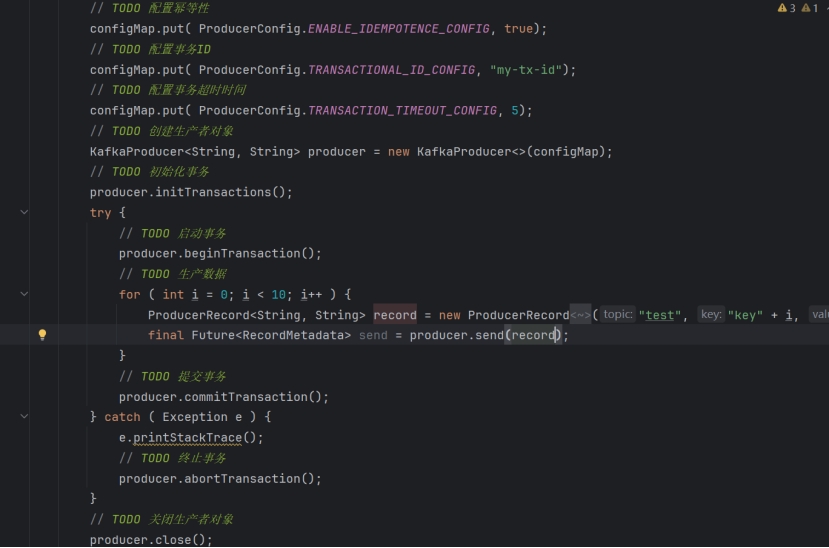 // TODO 配置幂等性 3 1
configMap.put( ProducerConfig.ENABLE_IDEMPOTENCE_CONFIG, true);
// TODO 配置事务ID
configMap.put( ProducerConfig.TRANSACTIONAL_ID_CONFIG, "my-tx-id");
// TODO 配置事务超时时间
configMap.put( ProducerConfig.TRANSACTION_TIMEOUT_CONFIG, 5);
// TODO 创建生产者对象
KafkaProducer<String, String> producer = new KafkaProducer<>(configMap);
// TODO 初始化事务
producer.initTransactions();
try {
// TODO 启动事务
producer.beginTransaction();
// TODO 生产数据
for ( int i = 0; i < 10; i++ ) {
ProducerRecord<String, String> record = new ProducerRecord<~>( topic: "test", key: "key" + i,
final Future<RecordMetadata> send = producer.send(record);
}
// TODO 提交事务
producer.commitTransaction();
} catch ( Exception e ) {
e.printStackTrace();
// TODO 终止事务
producer.abortTransaction();
}
// TODO 关闭生产者对象
producer.close();